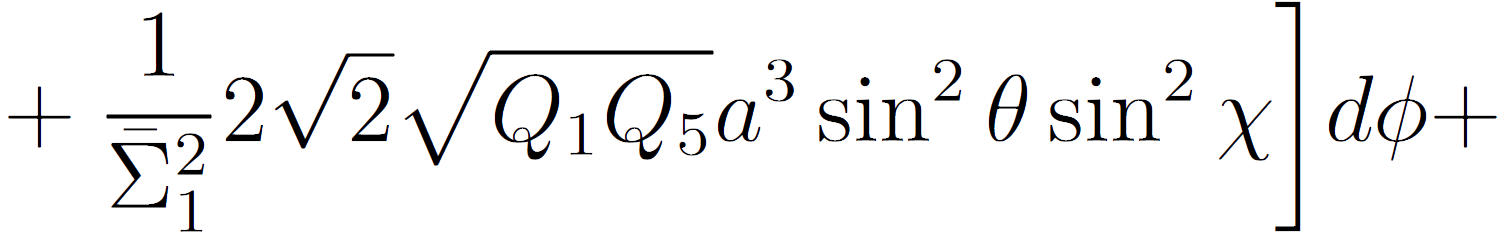 + \frac{1}{\bar{\Sigma}_1^2} 2\sqrt{2}\sqrt{Q_1 Q_5} a^3 \sin^2 \theta \sin^2 \chi \Big] d\phi +